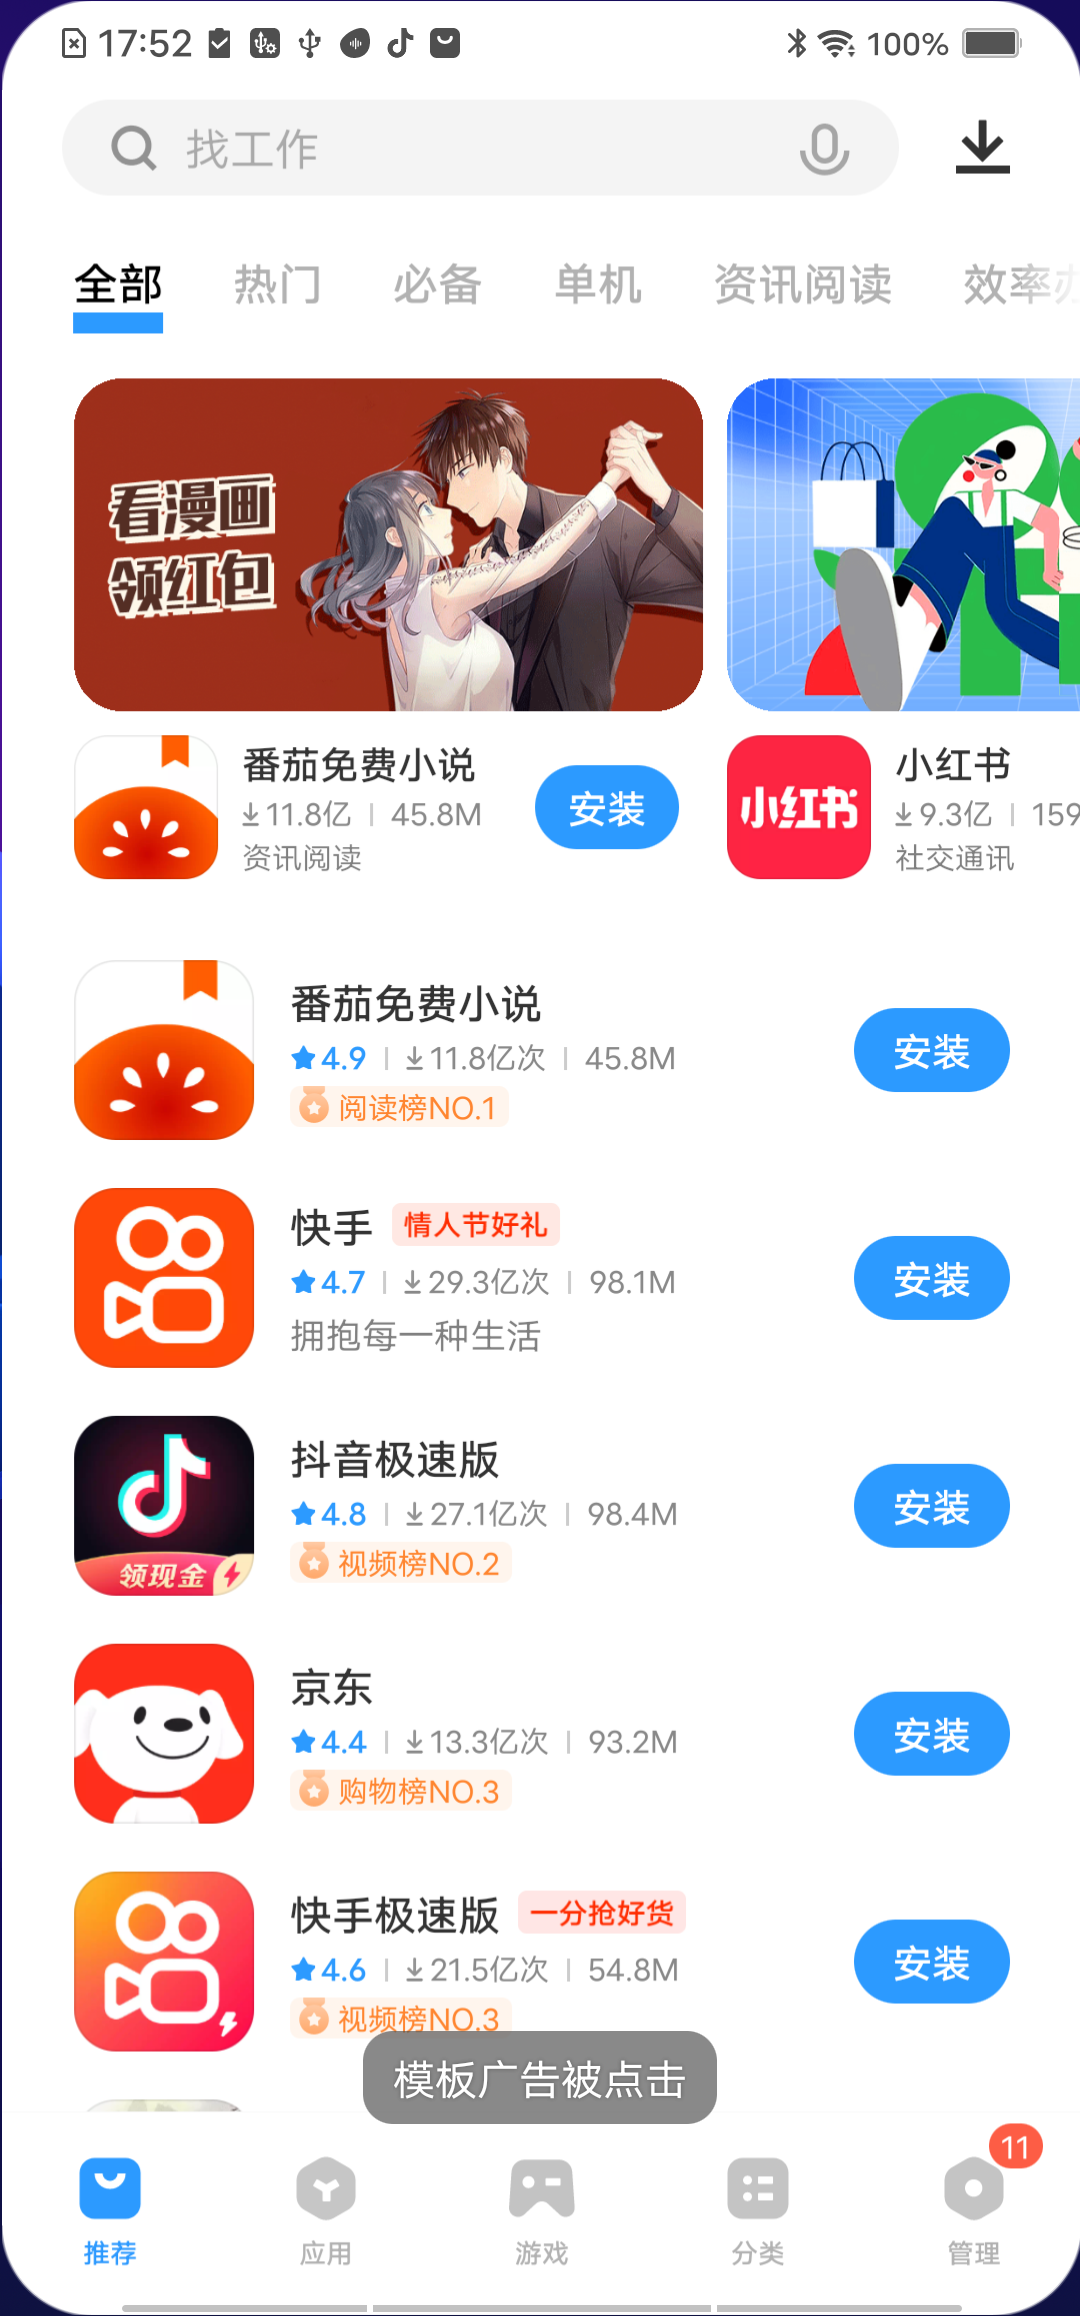 17:52
100%
找工作
全部 热门 必备 单机 资讯阅读 效率
看漫画
领红包
番茄免费小说
11.8亿 45.8M
资讯阅读
安装
小红书
小红书
9.3亿 159
社交通讯
番茄免费小说
4.9 11.8亿次 45.8M
阅读榜NO.1
安装
快手 情人节好礼
4.7 29.3亿次 98.1M
拥抱每一种生活
安装
领现金
抖音极速版
4.8 27.1亿次 98.4M
视频榜NO.2
安装
京东
4.4 13.3亿次 93.2M
购物榜NO.3
安装
快手极速版 一分抢好货
4.6 21.5亿次 54.8M
视频榜NO.3
安装
模板广告被点击
11
推荐 应用 游戏 分类 管理